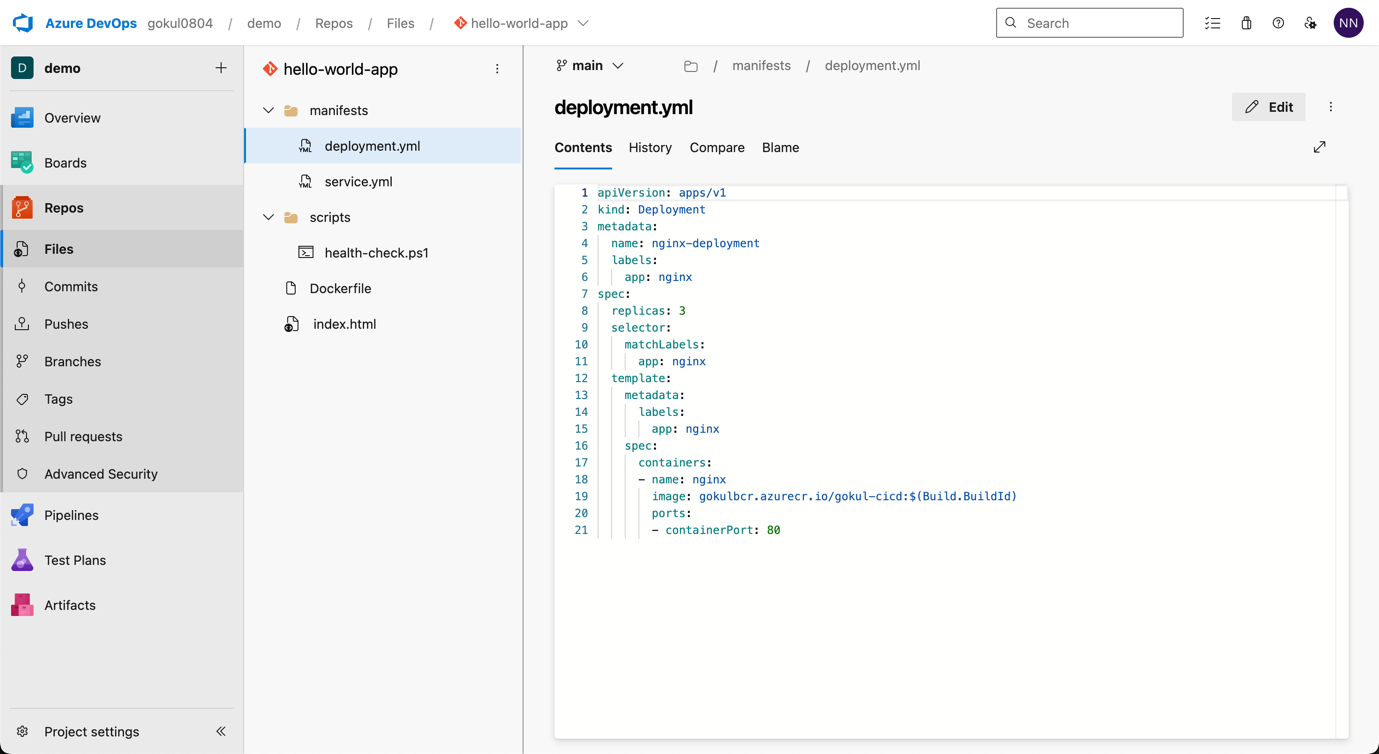 Azure DevOps gokul0804 / demo / Repos / Files / hello-world-app
Search
NN
D demo
Overview
Boards
Repos
Files
Commits
Pushes
Branches
Tags
Pull requests
Advanced Security
Pipelines
Test Plans
Artifacts
Project settings
hello-world-app
manifests
YML deployment.yml
YML service.yml
scripts
health-check.ps1
Dockerfile
index.html
main / manifests / deployment.yml
deployment.yml
Edit
Contents History Compare Blame
1 apiVersion: apps/v1
2 kind: Deployment
3 metadata:
4   name: nginx-deployment
5   labels:
6     app: nginx
7 spec:
8   replicas: 3
9   selector:
10     matchLabels:
11       app: nginx
12   template:
13     metadata:
14       labels:
15         app: nginx
16     spec:
17       containers:
18       - name: nginx
19         image: gokulbcr.azurecr.io/gokul-cicd:$(Build.BuildId)
20         ports:
21         - containerPort: 80